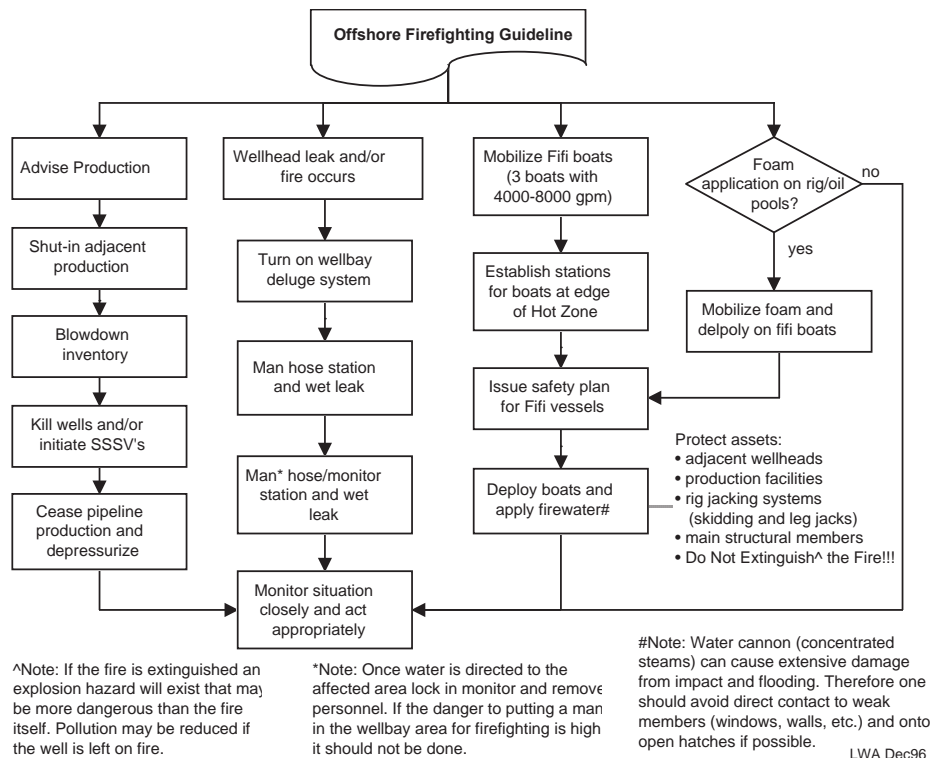 Offshore Firefighting Guideline
Advise Production
Shut-in adjacent
production
Blowdown
inventory
Kill wells and/or
initiate SSSV's
Cease pipeline
production and
depressurize
Wellhead leak and/or
fire occurs
Turn on wellbay
deluge system
Man hose station
and wet leak
Man* hose/monitor
station and wet
leak
Monitor situation
closely and act
appropriately
Mobilize Fifi boats
(3 boats with
4000-8000 gpm)
Establish stations
for boats at edge
of Hot Zone
Issue safety plan
for Fifi vessels
Deploy boats and
apply firewater#
Foam
application on rig/oil
pools?
no
yes
Mobilize foam and
delpoly on fifi boats
Protect assets:
• adjacent wellheads
• production facilities
• rig jacking systems
(skidding and leg jacks)
• main structural members
• Do Not Extinguish^ the Fire!!!
^Note: If the fire is extinguished an
explosion hazard will exist that may
be more dangerous than the fire
itself. Pollution may be reduced if
the well is left on fire.
*Note: Once water is directed to the
affected area lock in monitor and remove
personnel. If the danger to putting a man
in the wellbay area for firefighting is high
it should not be done.
#Note: Water cannon (concentrated
steams) can cause extensive damage
from impact and flooding. Therefore one
should avoid direct contact to weak
members (windows, walls, etc.) and onto
open hatches if possible.
LWA Dec96